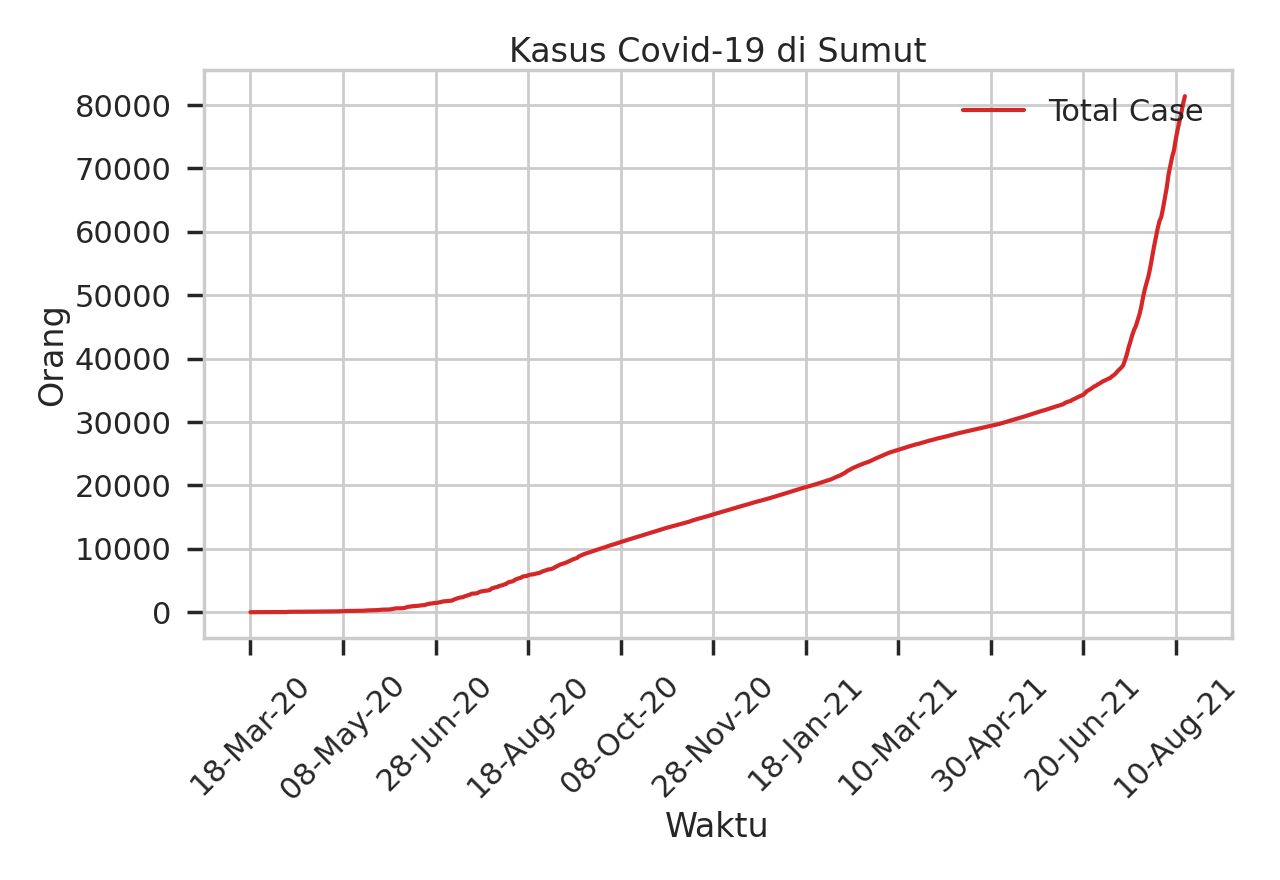 Kasus Covid-19 di Sumut
Total Case
Orang
80000
70000
60000
50000
40000
30000
20000
10000
0
18-Mar-20
08-May-20
28-Jun-20
18-Aug-20
08-Oct-20
28-Nov-20
18-Jan-21
10-Mar-21
30-Apr-21
20-Jun-21
10-Aug-21
Waktu